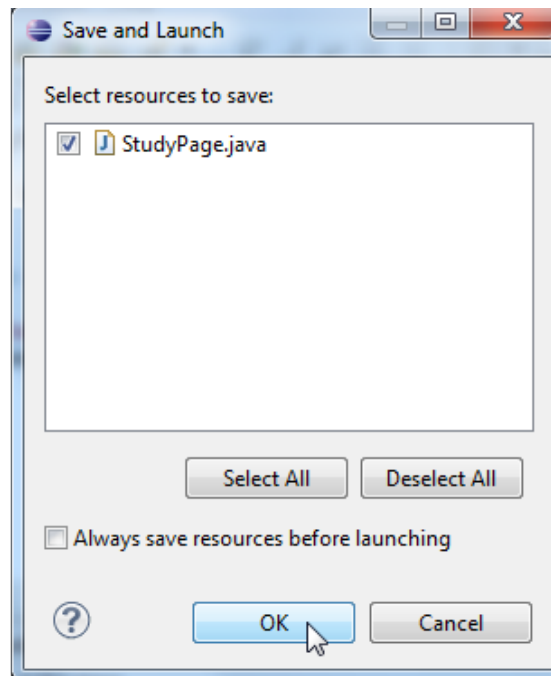 Save and Launch
Select resources to save:
StudyPage.java
Select All Deselect All
Always save resources before launching
OK Cancel